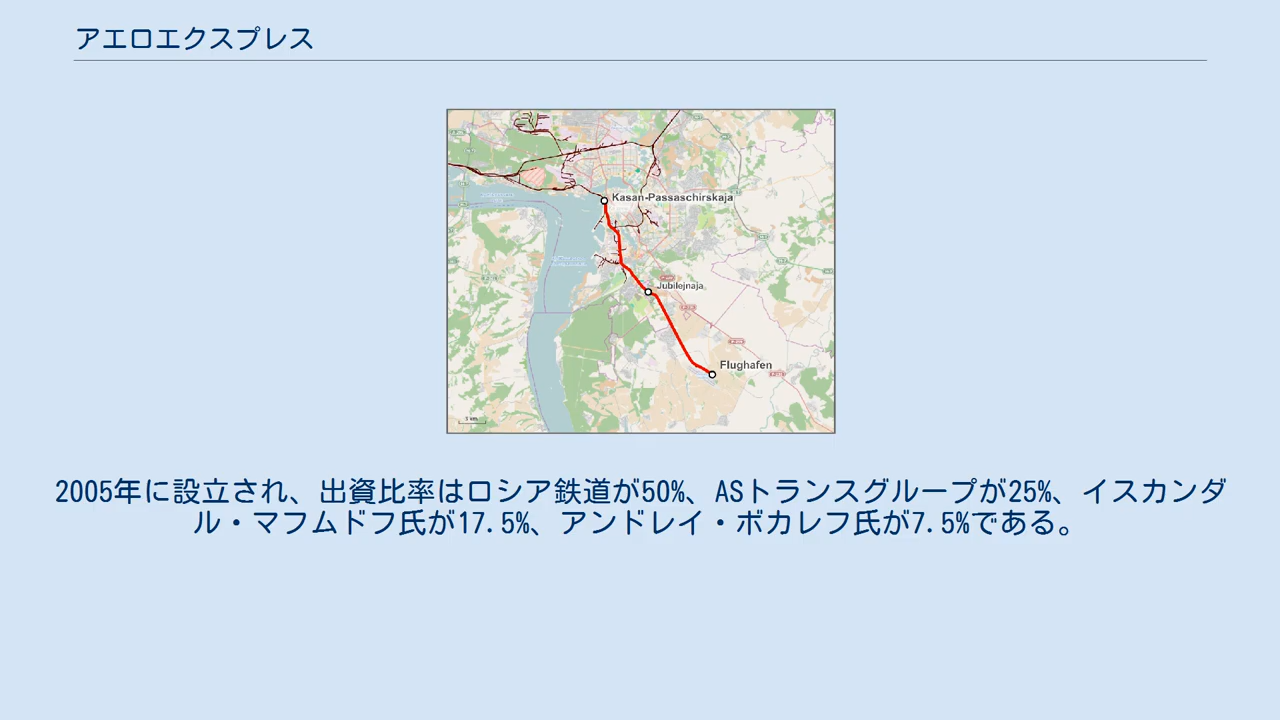 アエロエクスプレス
Kasan-Passaschirskaja
Jubilejnaja
Flughafen
5 km
2005年に設立され、出資比率はロシア鉄道が50%、ASトランスグループが25%、イスカンダ
ル・マフムドフ氏が17.5%、アンドレイ・ボカレフ氏が7.5%である。